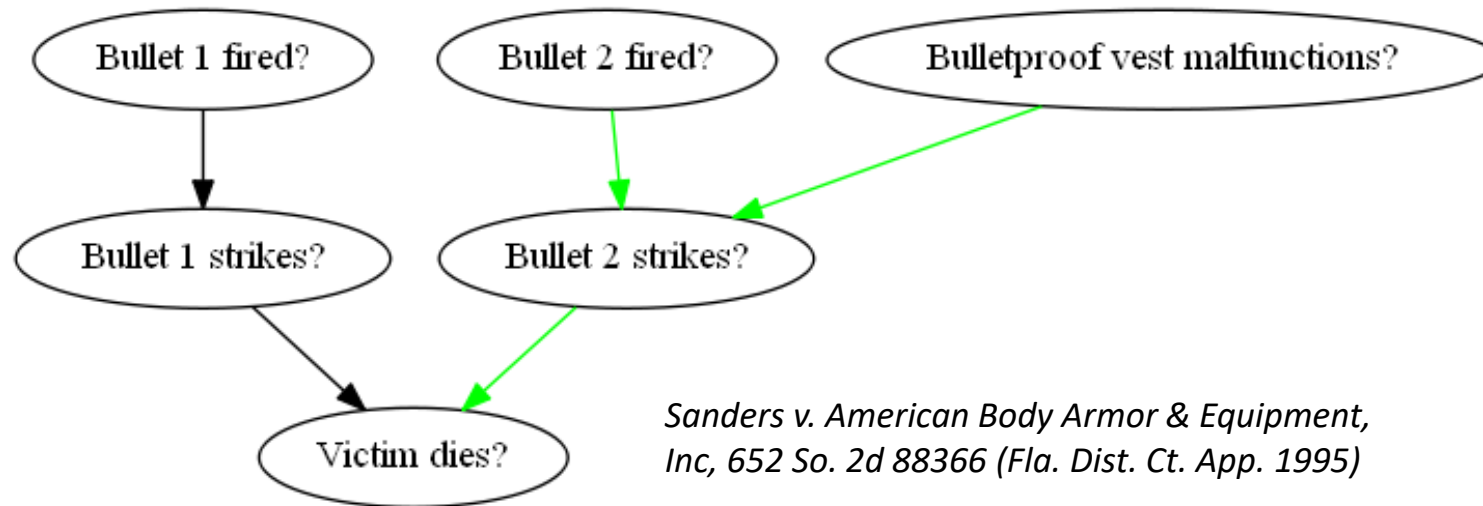 Bullet 1 fired?
Bullet 2 fired?
Bulletproof vest malfunctions?
Bullet 1 strikes?
Bullet 2 strikes?
Victim dies?
Sanders v. American Body Armor & Equipment,
Inc, 652 So. 2d 88366 (Fla. Dist. Ct. App. 1995)